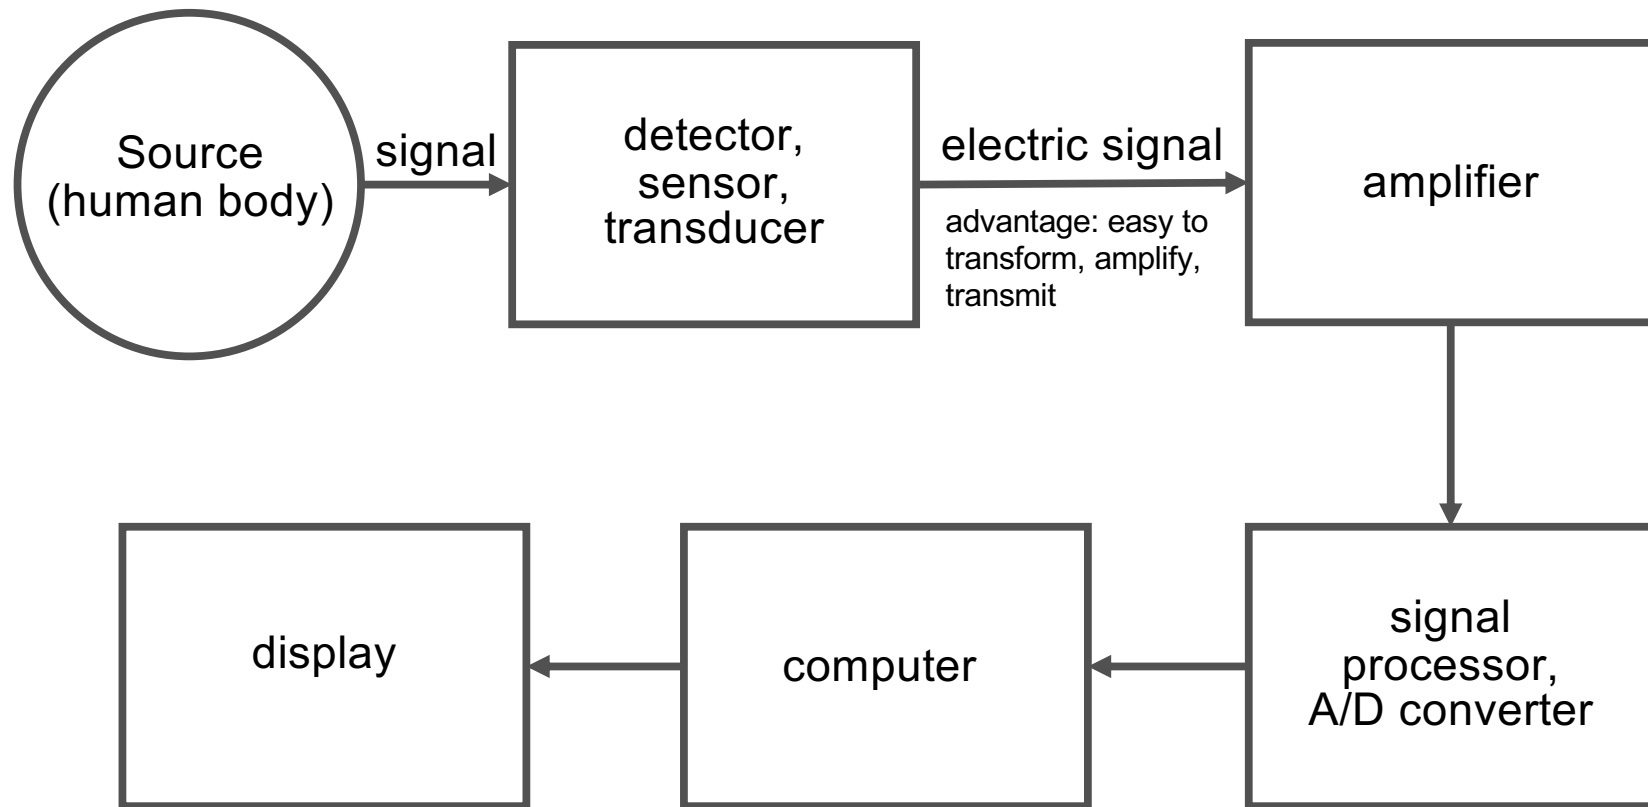 Source
(human body)
signal
detector,
sensor,
transducer
electric signal
advantage: easy to
transform, amplify,
transmit
amplifier
display
computer
signal
processor,
A/D converter